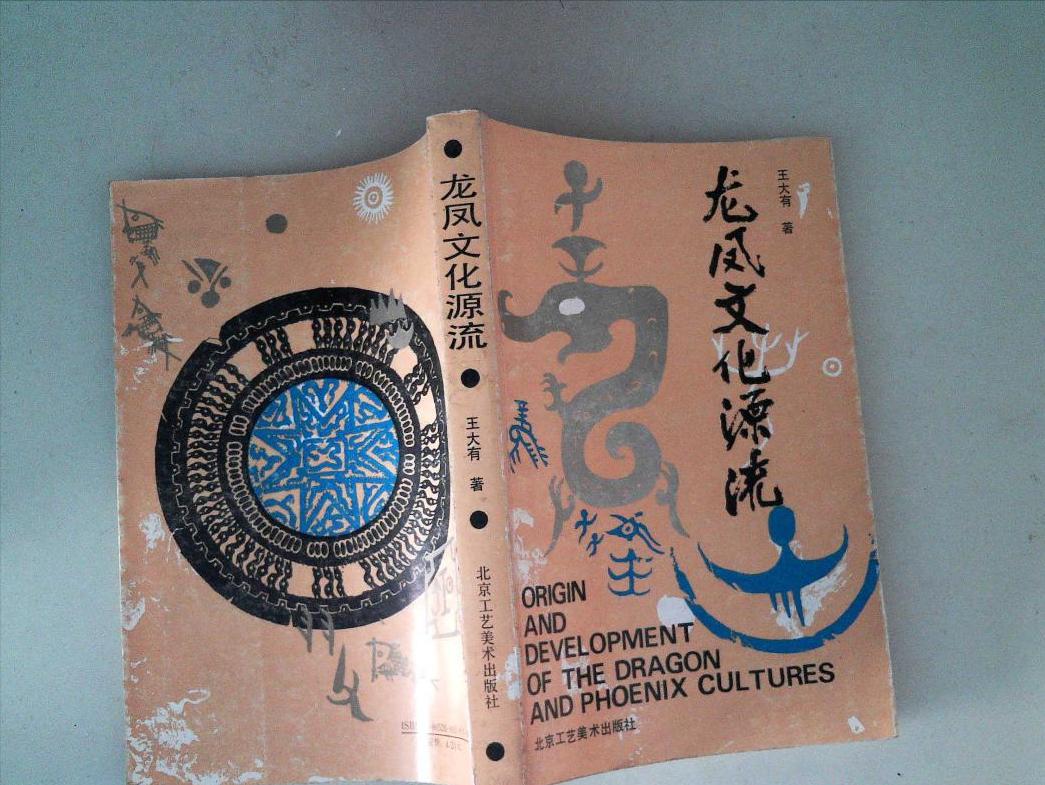 龙凤文化源流
王大有 著
北京工艺美术出版社
龙凤文化源流
王大有 著
ORIGIN
AND
DEVELOPMENT
OF THE DRAGON
AND PHOENIX CULTURES
北京工艺美术出版社